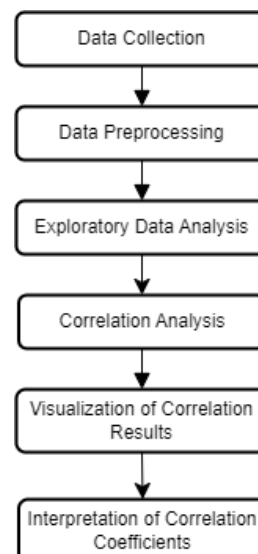 Data Collection
Data Preprocessing
Exploratory Data Analysis
Correlation Analysis
Visualization of Correlation
Results
Interpretation of Correlation
Coefficients